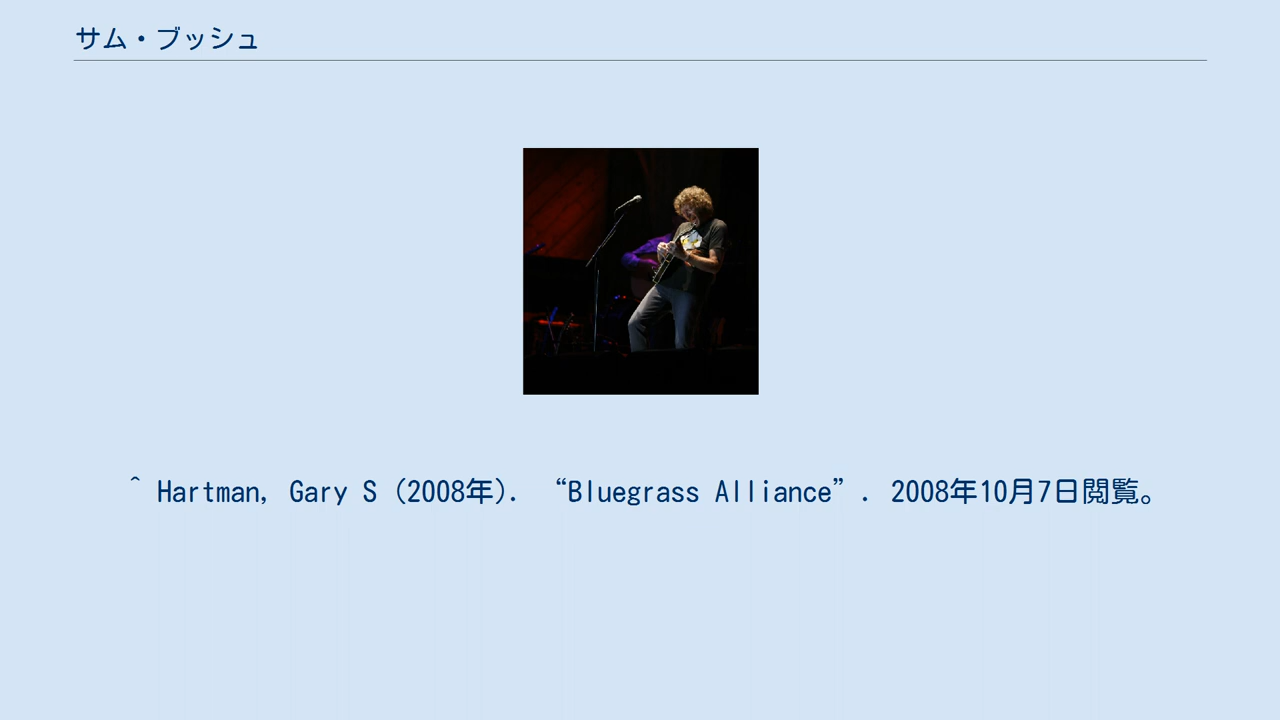 サム・ブッシュ
^ Hartman, Gary S (2008年). “Bluegrass Alliance”. 2008年10月7日閲覧。